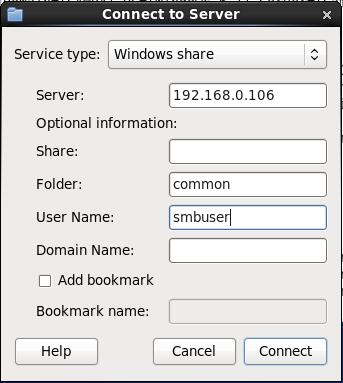 Connect to Server
Service type: Windows share
Server: 192.168.0.106
Optional information:
Share:
Folder: common
User Name: smbuser
Domain Name:
Add bookmark
Bookmark name:
Help Cancel Connect